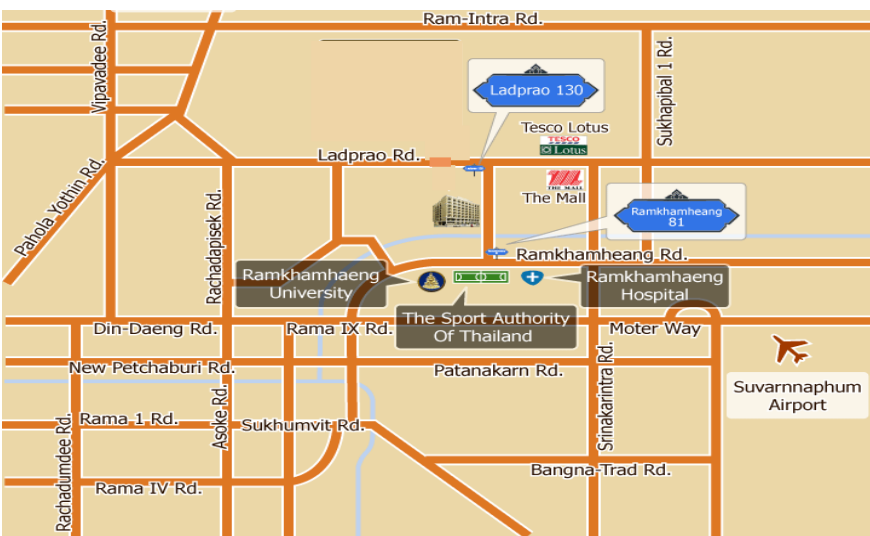 Ram-Intra Rd.
Vipavadee Rd.
Sukhapibal 1 Rd.
Ladprao 130
Tesco Lotus
TESCO
Lotus
Ladprao Rd.
THE MALL
The Mall
Pahola Yothin Rd.
Rachadapisek Rd.
Ramkhamheang
81
Ramkhamheang Rd.
Ramkhamhaeng
University
Ramkhamhaeng
Hospital
The Sport Authority
Of Thailand
Din-Daeng Rd.
Rama IX Rd.
Moter Way
New Petchaburi Rd.
Patanakarn Rd.
Srinakarintra Rd.
Suvarnnaphum
Airport
Rama 1 Rd.
Asoke Rd.
Sukhumvit Rd.
Rachadumdee Rd.
Bangna-Trad Rd.
Rama IV Rd.